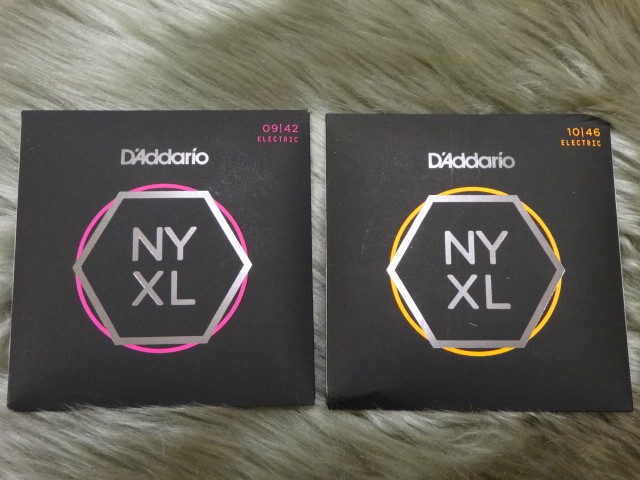 09|42
ELECTRIC
D'Addario
NY
XL
10|46
ELECTRIC
D'Addario
NY
XL